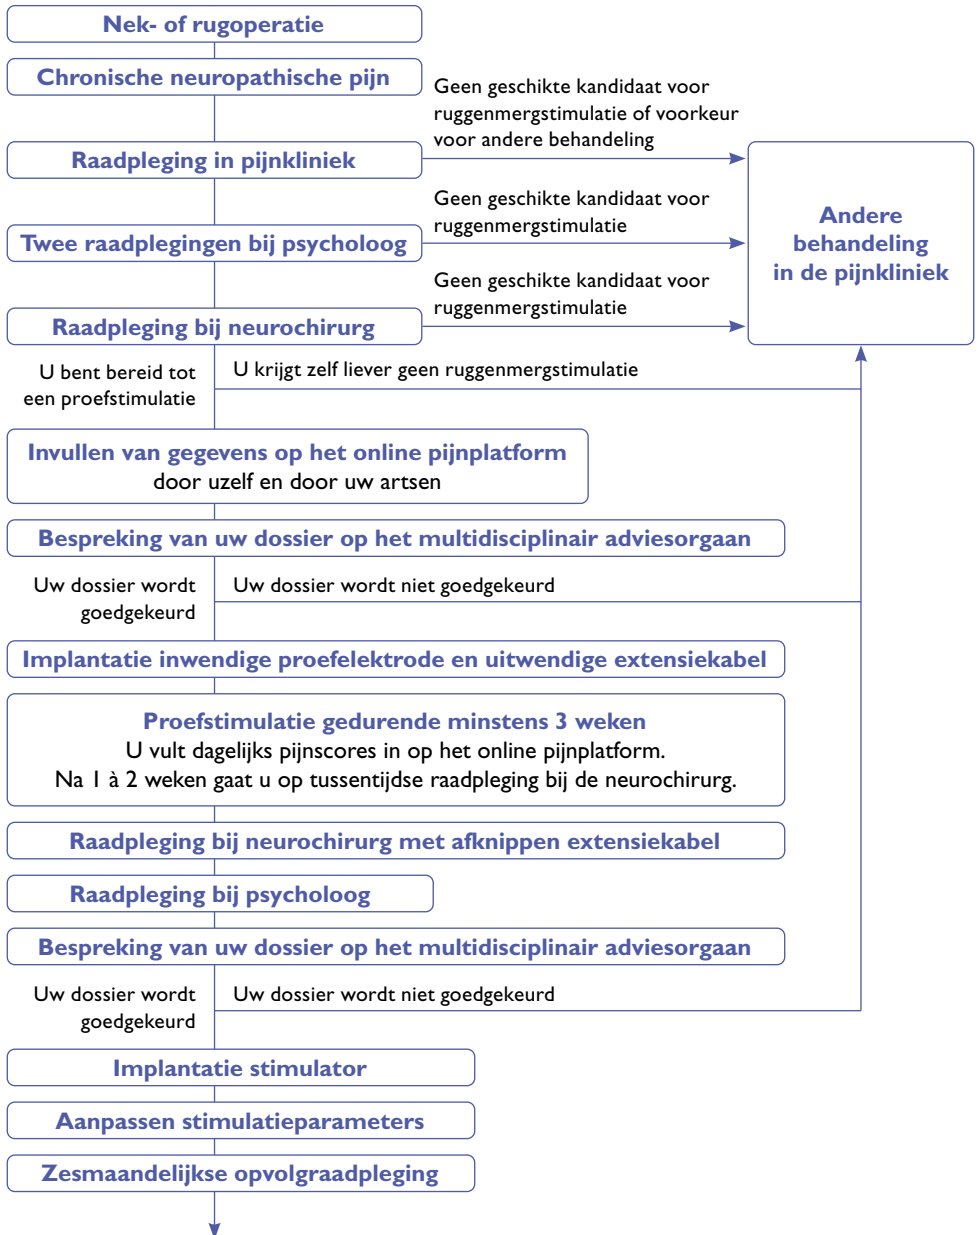 Nek- of rugoperatie
Chronische neuropathische pijn
Geen geschikte kandidaat voor
ruggenmergstimulatie of voorkeur
voor andere behandeling
Raadpleging in pijnkliniek
Geen geschikte kandidaat voor
ruggenmergstimulatie
Twee raadplegingen bij psycholoog
Andere
behandeling
in de pijnkliniek
Geen geschikte kandidaat voor
ruggenmergstimulatie
Raadpleging bij neurochirurg
U bent bereid tot
een proefstimulatie
U krijgt zelf liever geen ruggenmergstimulatie
Invullen van gegevens op het online pijnplatform
door uzelf en door uw artsen
Bespreking van uw dossier op het multidisciplinair adviesorgaan
Uw dossier wordt
goedgekeurd
Uw dossier wordt niet goedgekeurd
Implantatie inwendige proefelektrode en uitwendige extensiekabel
Proefstimulatie gedurende minstens 3 weken
U vult dagelijks pijnscores in op het online pijnplatform.
Na 1 à 2 weken gaat u op tussentijdse raadpleging bij de neurochirurg.
Raadpleging bij neurochirurg met afknippen extensiekabel
Raadpleging bij psycholoog
Bespreking van uw dossier op het multidisciplinair adviesorgaan
Uw dossier wordt
goedgekeurd
Uw dossier wordt niet goedgekeurd
Implantatie stimulator
Aanpassen stimulatieparameters
Zesmaandelijkse opvolgraadpleging